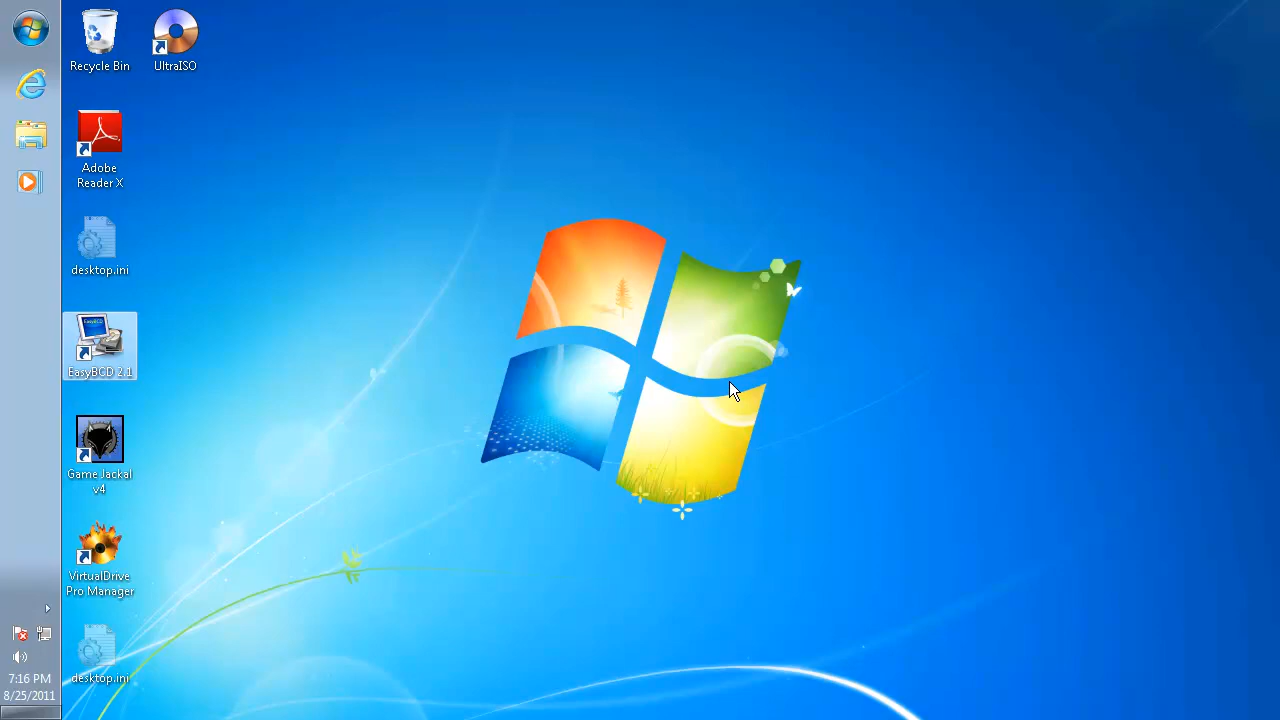 Recycle Bin
UltraISO
Adobe
Reader X
desktop.ini
EasyBCD 2.1
Game Jackal
v4
VirtualDrive
Pro Manager
desktop.ini
7:16 PM
8/25/2011